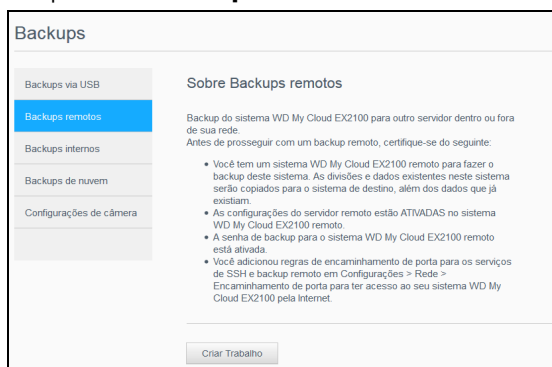 Backups
Backups via USB
Backups remotos
Backups internos
Backups de nuvem
Configurações de câmera
Sobre Backups remotos
Backup do sistema WD My Cloud EX2100 para outro servidor dentro ou fora
de sua rede.
Antes de prosseguir com um backup remoto, certifique-se do seguinte:
• Você tem um sistema WD My Cloud EX2100 remoto para fazer o
backup deste sistema. As divisões e dados existentes neste sistema
serão copiados para o sistema de destino, além dos dados que já
existiam.
• As configurações do servidor remoto estão ATIVADAS no sistema
WD My Cloud EX2100 remoto.
• A senha de backup para o sistema WD My Cloud EX2100 remoto
está ativada.
• Você adicionou regras de encaminhamento de porta para os serviços
de SSH e backup remoto em Configurações > Rede >
Encaminhamento de porta para ter acesso ao seu sistema WD My
Cloud EX2100 pela Internet.
Criar Trabalho